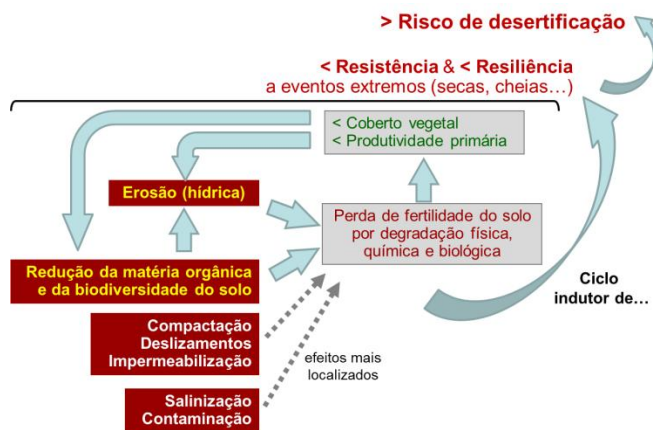 > Risco de desertificação
< Resistência & < Resiliência
a eventos extremos (secas, cheias…)
< Coberto vegetal
< Produtividade primária
Erosão (hídrica)
Perda de fertilidade do solo
por degradação física,
química e biológica
Redução da matéria orgânica
e da biodiversidade do solo
Ciclo
indutor de…
Compactação
Deslizamentos
Impermeabilização
efeitos mais
localizados
Salinização
Contaminação